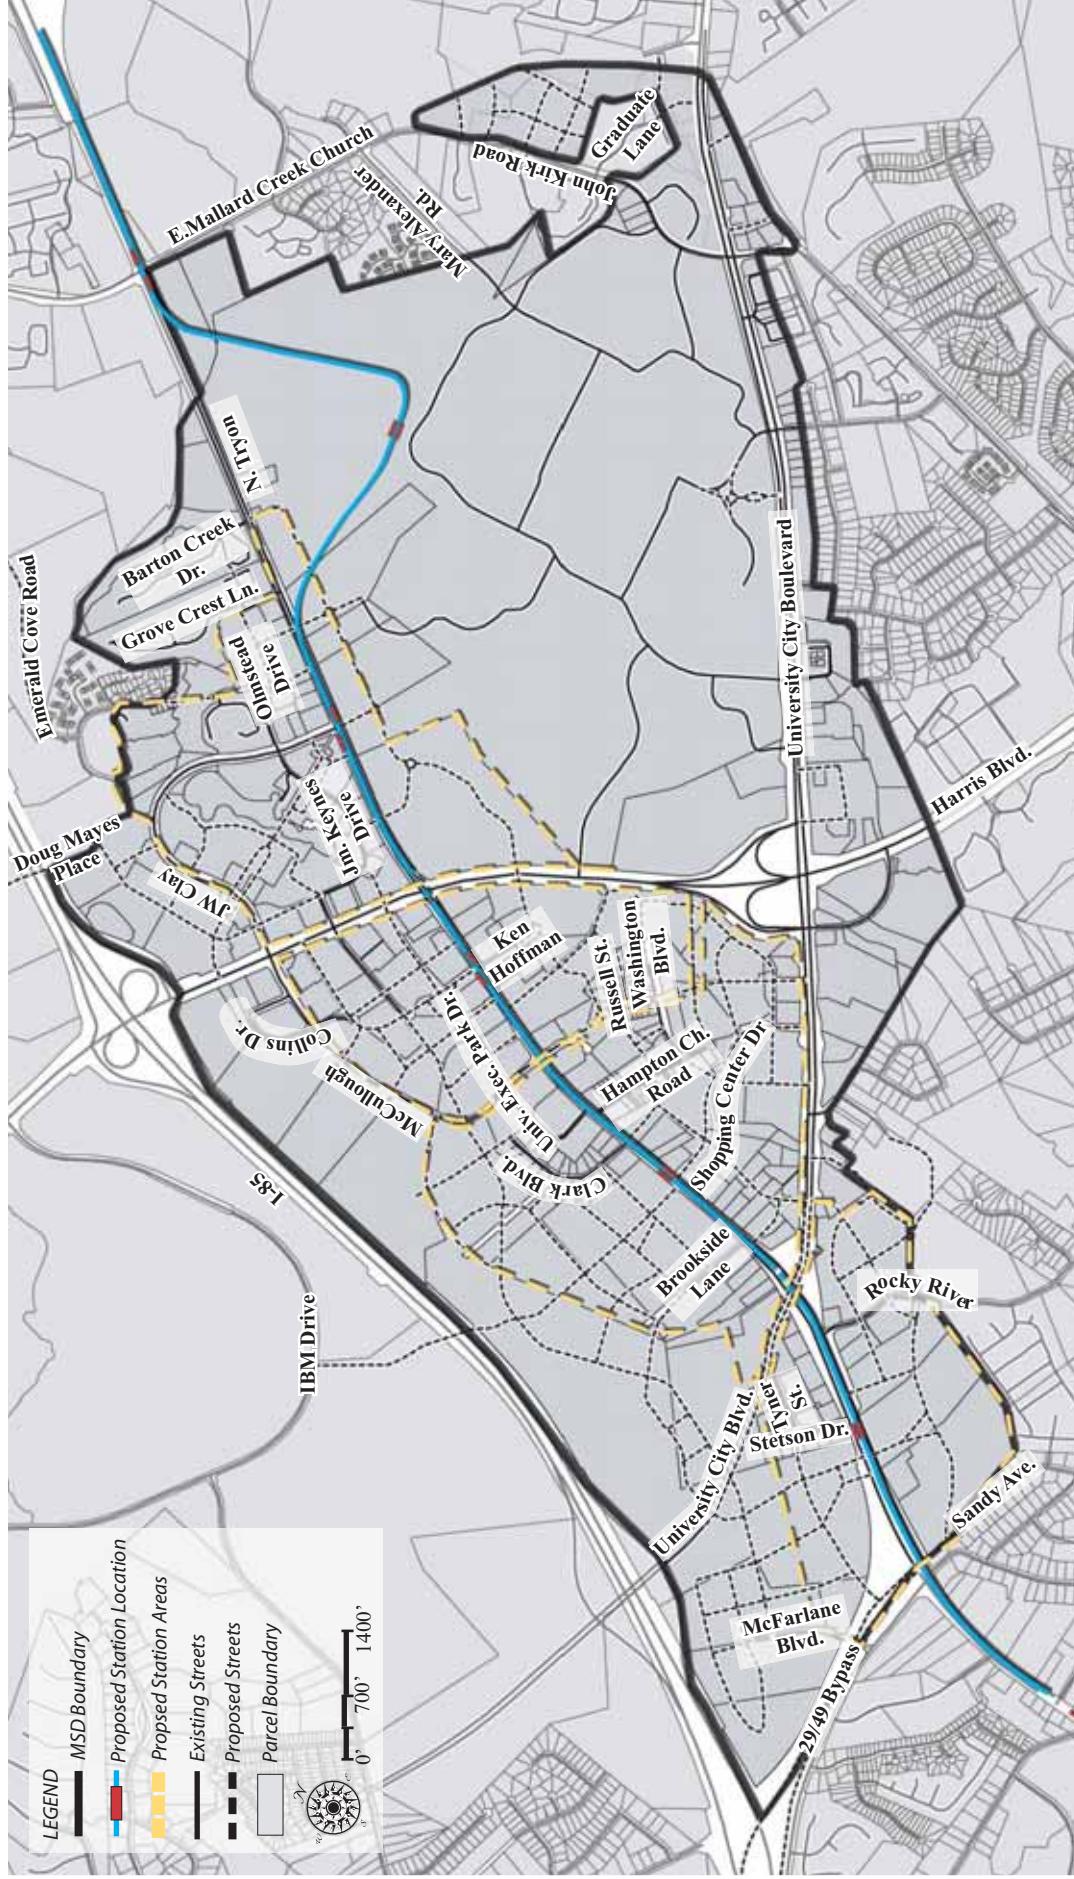 E.Mallard Creek Church
Graduate
Lane
John Kirk Road
Mary Alexander
Rd.
N. Tryon
Barton Creek
Dr.
Grove Crest Ln.
Olmstead
Drive
Emerald Cove Road
Doug Mayes
Place
JW Clay
Jm. Keynes
Drive
University City Boulevard
Harris Blvd.
Ken
Hoffman
Russell St.
Washington
Blvd.
Collins Dr.
McCullough
Univ. Exec. Park Dr.
Hampton Ch.
Road
Shopping Center Dr
Clark Blvd.
I-85
Brookside
Lane
Rocky River
IBM Drive
University City Blvd.
Tyner
St.
Stetson Dr.
Sandy Ave.
McFarlane
Blvd.
29/49 Bypass
LEGEND
MSD Boundary
Proposed Station Location
Propsed Station Areas
Existing Streets
Proposed Streets
Parcel Boundary
N
0' 700' 1400'